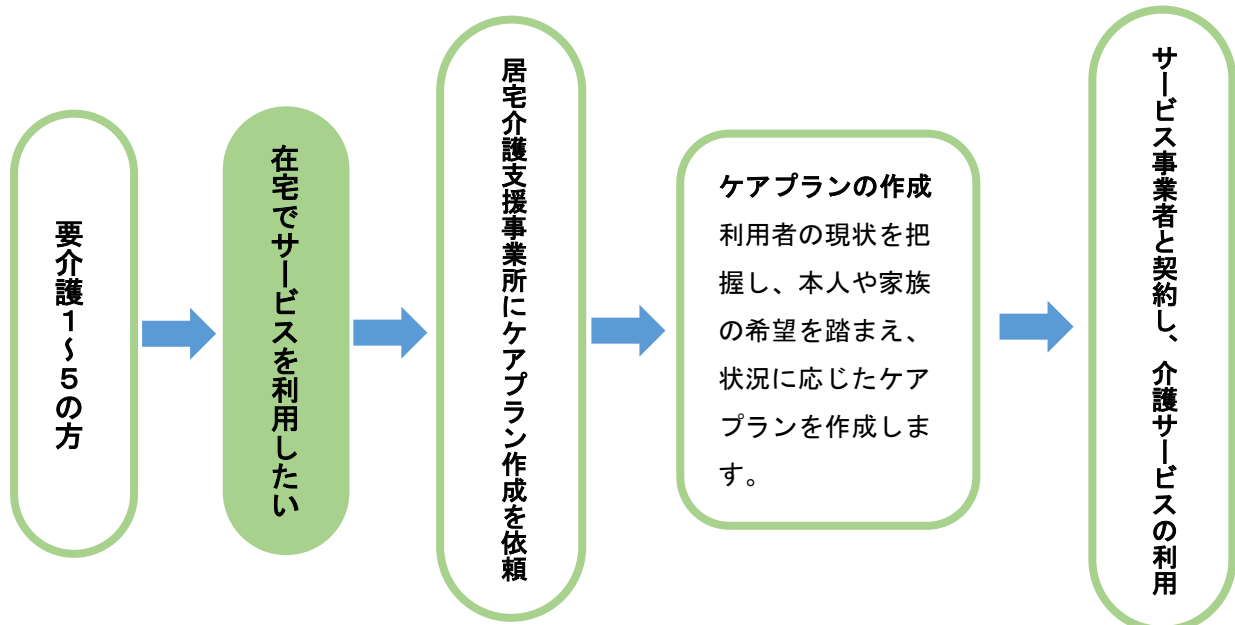 要介護1～5の方
在宅でサービスを利用したい
居宅介護支援事業所にケアプラン作成を依頼
ケアプランの作成
利用者の現状を把
握し、本人や家族
の希望を踏まえ、
状況に応じたケア
プランを作成しま
す。
サービス事業者と契約し、介護サービスの利用